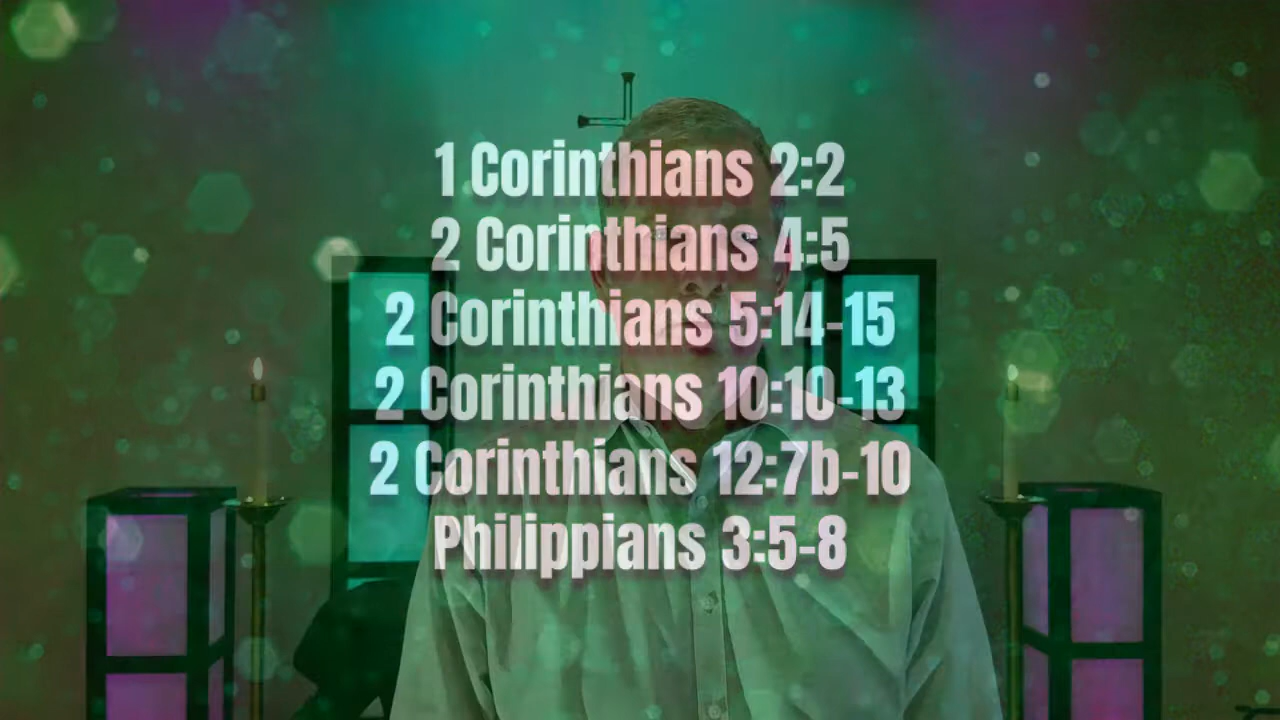 1 Corinthians 2:2
2 Corinthians 4:5
2 Corinthians 5:14-15
2 Corinthians 10:10-13
2 Corinthians 12:7b-10
Philippians 3:5-8